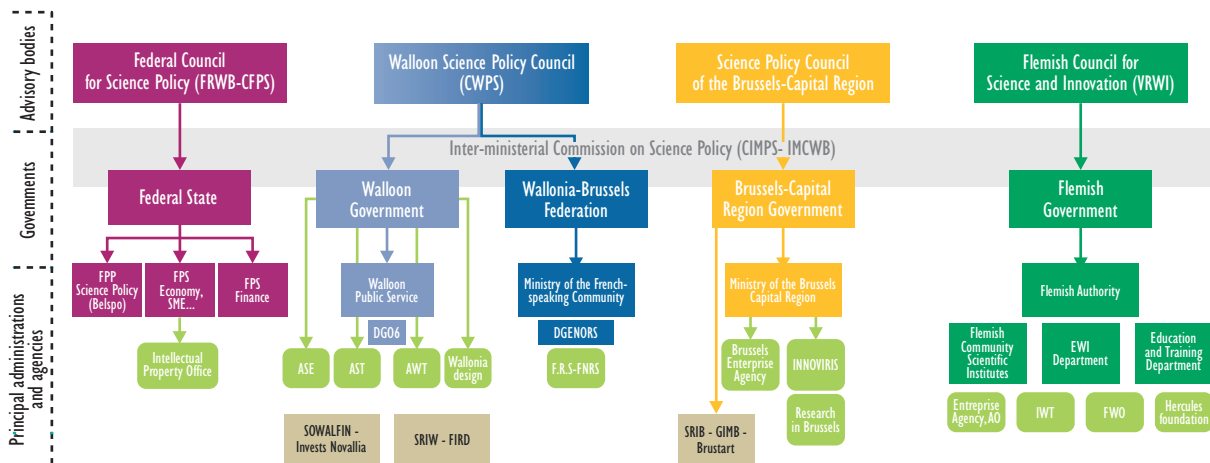 Advisory bodies
Federal Council
for Science Policy (FRWB-CFPS)
Walloon Science Policy Council
(CWPS)
Science Policy Council
of the Brussels-Capital Region
Flemish Council for
Science and Innovation (VRWI)
Inter-ministerial Commission on Science Policy (CIMPS- IMCWB)
Governments
Federal State
Walloon
Government
Wallonia-Brussels
Federation
Brussels-Capital
Region Government
Flemish
Government
Principal administrations
and agencies
FPP
Science Policy
(Belspo)
FPS
Economy,
SME...
FPS
Finance
Walloon
Public Service
Ministry of the French-
speaking Community
Ministry of the Brussels
Capital Region
Flemish Authority
DGO6
DGENORS
Intellectual
Property Office
ASE
AST
AWT
Wallonia
design
F.R.S-FNRS
Brussels
Enterprise
Agency
INNOVIRIS
Research
in Brussels
Flemish
Community
Scientific
Institutes
EWI
Department
Education
and Training
Department
Entreprise
Agency, AO
IWT
FWO
Hercules
foundation
SOWALFIN -
Invests Novallia
SRIW - FIRD
SRIB - GIMB -
Brustart